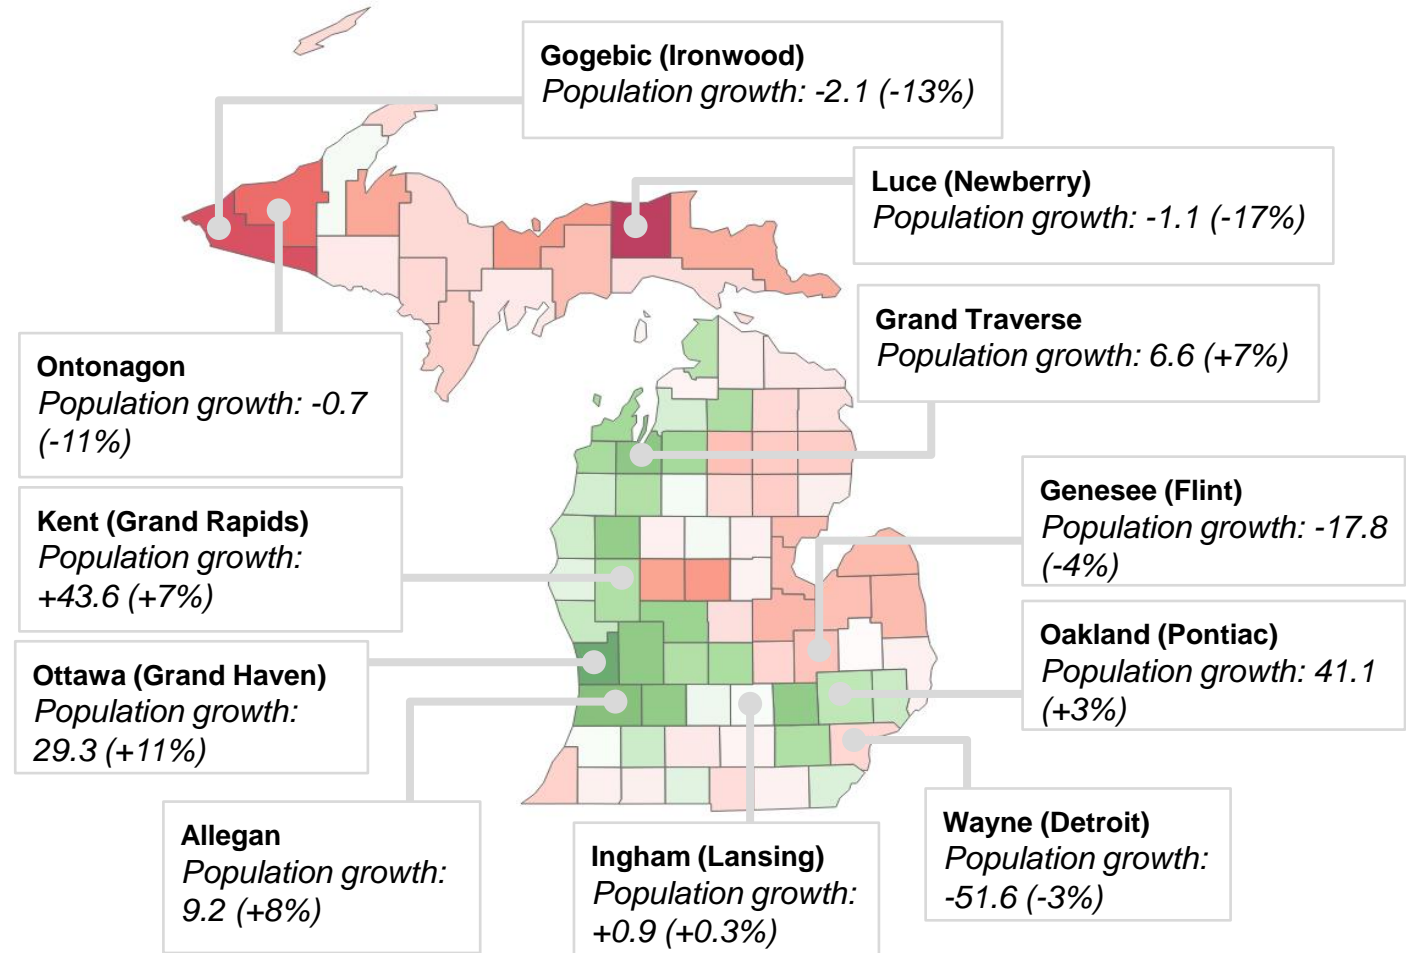 Gogebic (Ironwood)
Population growth: -2.1 (-13%)
Luce (Newberry)
Population growth: -1.1 (-17%)
Grand Traverse
Population growth: 6.6 (+7%)
Ontonagon
Population growth: -0.7
(-11%)
Genesee (Flint)
Population growth: -17.8
(-4%)
Kent (Grand Rapids)
Population growth:
+43.6 (+7%)
Oakland (Pontiac)
Population growth: 41.1
(+3%)
Ottawa (Grand Haven)
Population growth:
29.3 (+11%)
Allegan
Population growth:
9.2 (+8%)
Ingham (Lansing)
Population growth:
+0.9 (+0.3%)
Wayne (Detroit)
Population growth:
-51.6 (-3%)